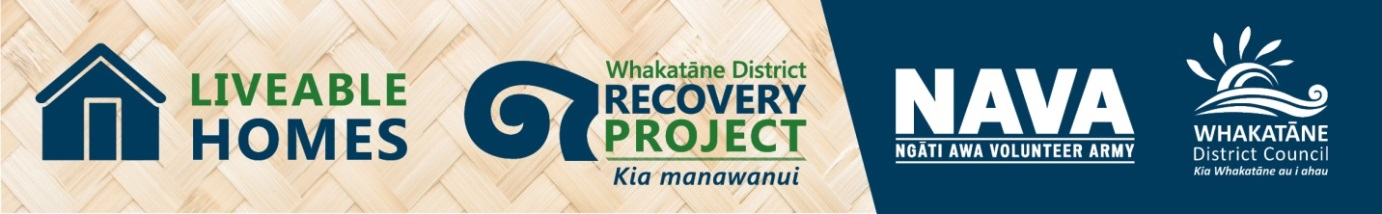 LIVEABLE
HOMES
Whakatāne District
RECOVERY
PROJECT
Kia manawanui
NAVA
NGĀTI AWA VOLUNTEER ARMY
WHAKATĀNE
District Council
Kia Whakatāne au i ahau